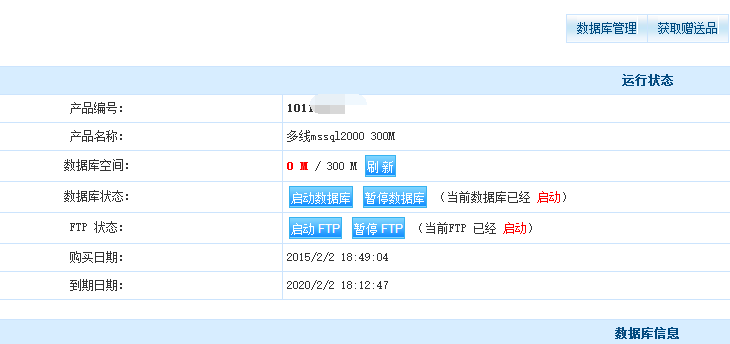 数据库管理 获取赠送品
运行状态
产品编号:
产品名称: 多线mssql2000 300M
数据库空间: 0 M / 300 M 刷 新
数据库状态: 启动数据库 暂停数据库 (当前数据库已经 启动)
FTP 状态: 启动 FTP 暂停 FTP (当前FTP 已经 启动)
购买日期: 2015/2/2 18:49:04
到期日期: 2020/2/2 18:12:47
数据库信息